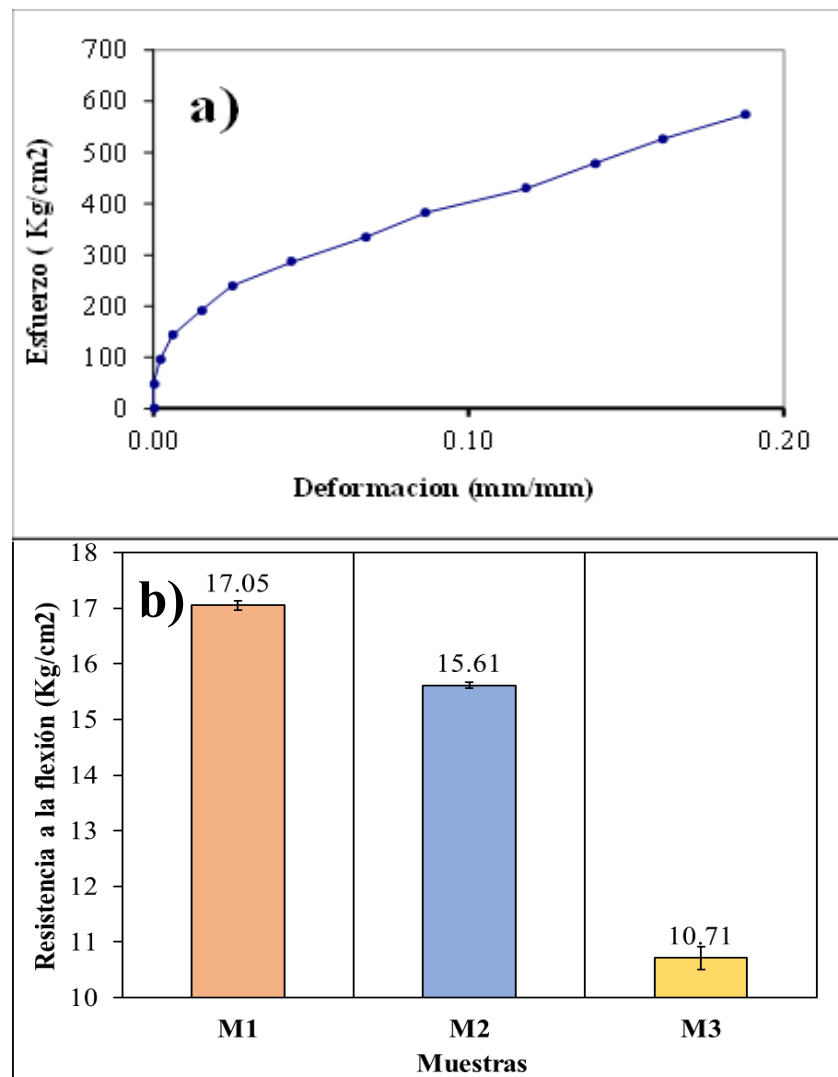 a)
Esfuerzo ( Kg/cm2)
700
600
500
400
300
200
100
0
0.00 0.10 0.20
Deformacion (mm/mm)
b)
Resistencia a la flexión (Kg/cm2)
18
17
16
15
14
13
12
11
10
17.05
15.61
10.71
M1 M2 M3
Muestras